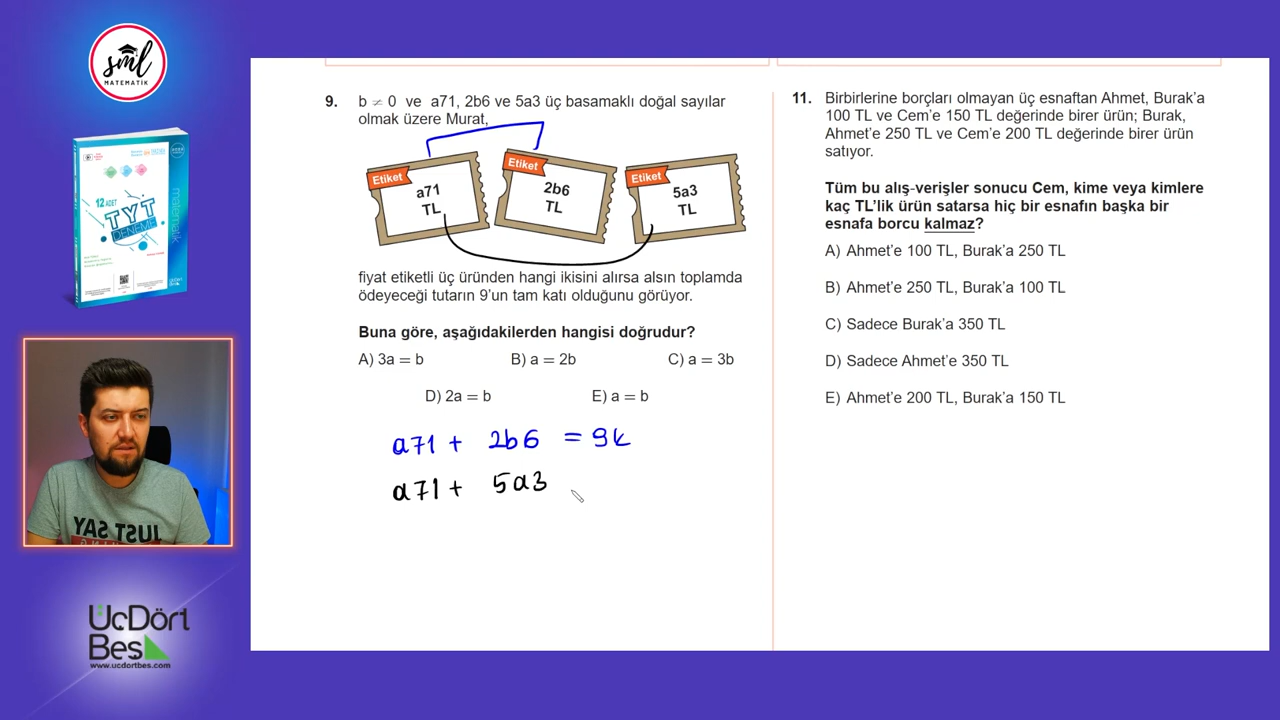 sml
MATEMATİK
12 ADET
TYT
DENEME
matematik
ÜçDört
Beş
www.ucdortbes.com
9. b ≠ 0 ve a71, 2b6 ve 5a3 üç basamaklı doğal sayılar
olmak üzere Murat,
Etiket
a71
TL
Etiket
2b6
TL
Etiket
5a3
TL
fiyat etiketli üç üründen hangi ikisini alırsa alsın toplamda
ödeyeceği tutarın 9’un tam katı olduğunu görüyor.
Buna göre, aşağıdakilerden hangisi doğrudur?
A) 3a = b B) a = 2b C) a = 3b
D) 2a = b E) a = b
a71 + 2b6 = 9k
a71 + 5a3
11. Birbirlerine borçları olmayan üç esnaftan Ahmet, Burak’a
100 TL ve Cem’e 150 TL değerinde birer ürün; Burak,
Ahmet’e 250 TL ve Cem’e 200 TL değerinde birer ürün
satıyor.
Tüm bu alış-verişler sonucu Cem, kime veya kimlere
kaç TL’lik ürün satarsa hiç bir esnafın başka bir
esnafa borcu kalmaz?
A) Ahmet’e 100 TL, Burak’a 250 TL
B) Ahmet’e 250 TL, Burak’a 100 TL
C) Sadece Burak’a 350 TL
D) Sadece Ahmet’e 350 TL
E) Ahmet’e 200 TL, Burak’a 150 TL
JUST
SAY